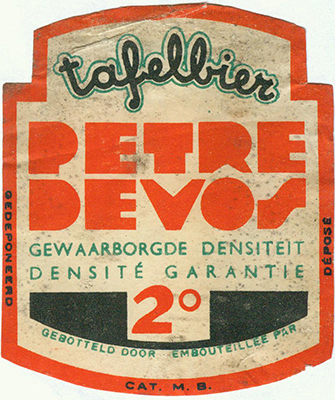 tafelbier
PETRE
DEVOS
GEWAARBORGDE DENSITEIT
DENSITÉ GARANTIE
2°
GEBOTTELD DOOR EMBOUTEILLÉE PAR
GEDEPONEERD
DÉPOSÉ
CAT. M. B.